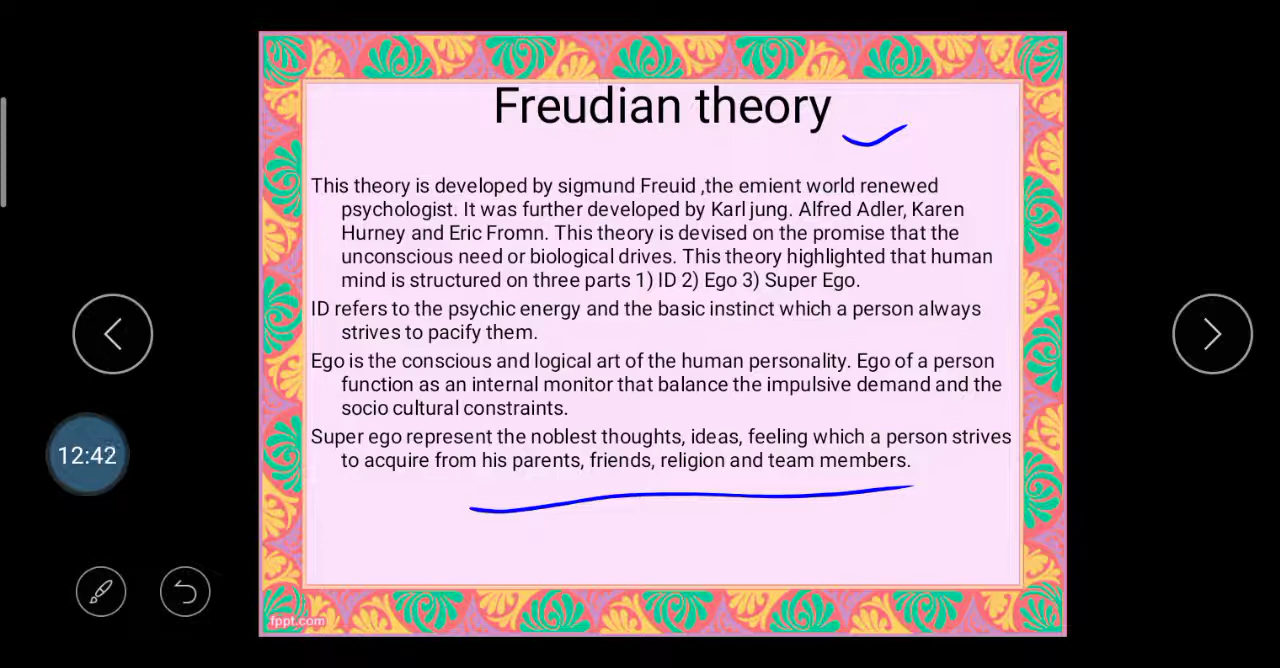 Freudian theory
This theory is developed by sigmund Freuid ,the emient world renewed
psychologist. It was further developed by Karl jung. Alfred Adler, Karen
Hurney and Eric Fromn. This theory is devised on the promise that the
unconscious need or biological drives. This theory highlighted that human
mind is structured on three parts 1) ID 2) Ego 3) Super Ego.
ID refers to the psychic energy and the basic instinct which a person always
strives to pacify them.
Ego is the conscious and logical art of the human personality. Ego of a person
function as an internal monitor that balance the impulsive demand and the
socio cultural constraints.
Super ego represent the noblest thoughts, ideas, feeling which a person strives
to acquire from his parents, friends, religion and team members.
12:42
fppt.com